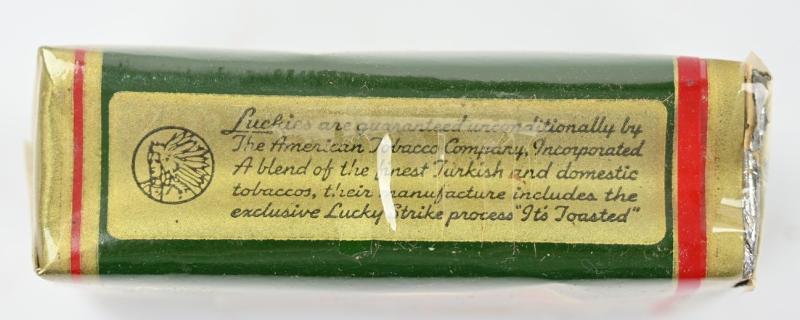 Luckies are guaranteed unconditionally by
The American Tobacco Company, Incorporated
A blend of the finest Turkish and domestic
tobaccos, their manufacture includes the
exclusive Lucky Strike process "It's Toasted"